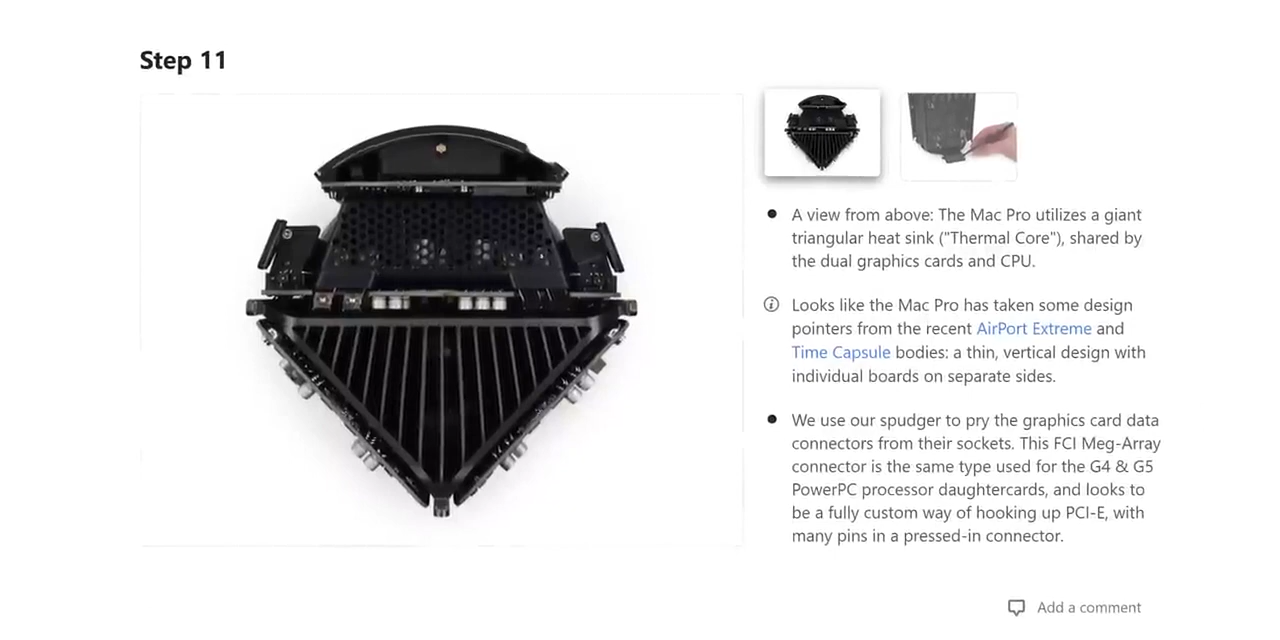 Step 11
A view from above: The Mac Pro utilizes a giant
triangular heat sink ("Thermal Core"), shared by
the dual graphics cards and CPU.
Looks like the Mac Pro has taken some design
pointers from the recent AirPort Extreme and
Time Capsule bodies: a thin, vertical design with
individual boards on separate sides.
We use our spudger to pry the graphics card data
connectors from their sockets. This FCI Meg-Array
connector is the same type used for the G4 & G5
PowerPC processor daughtercards, and looks to
be a fully custom way of hooking up PCI-E, with
many pins in a pressed-in connector.
Add a comment